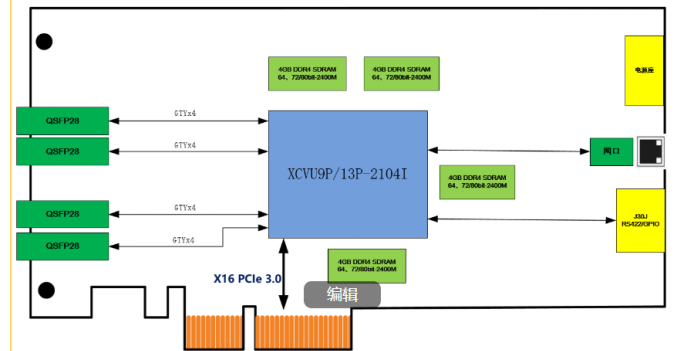 4GB DDR4 SDRAM
64、72/80bit-2400M
4GB DDR4 SDRAM
64、72/80bit-2400M
电源座
QSFP28
GTYx4
QSFP28
GTYx4
XCVU9P/13P-2104I
网口
4GB DDR4 SDRAM
64、72/80bit-2400M
QSFP28
GTYx4
J30J
RS422/GPIO
QSFP28
GTYx4
4GB DDR4 SDRAM
64、72/80bit-2400M
X16 PCIe 3.0
编辑